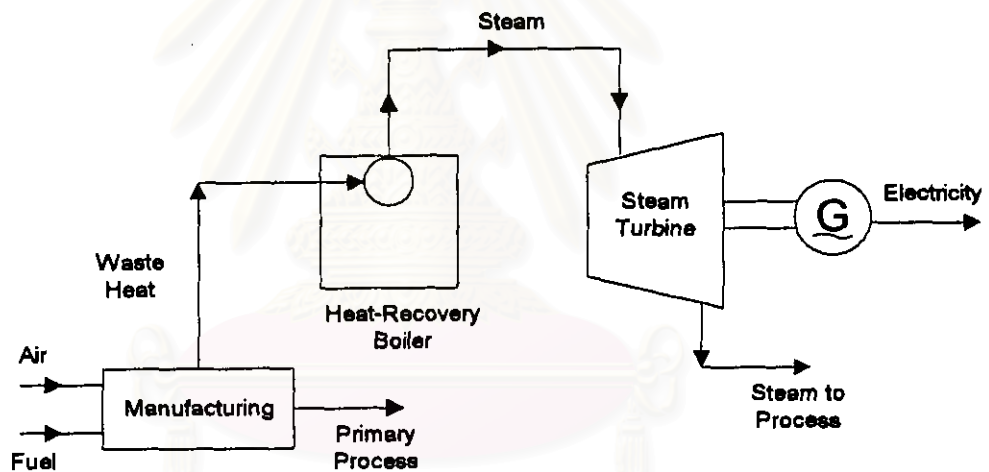 Steam
Steam
Turbine
G
Electricity
Waste
Heat
Heat-Recovery
Boiler
Air
Manufacturing
Fuel
Primary
Process
Steam to
Process